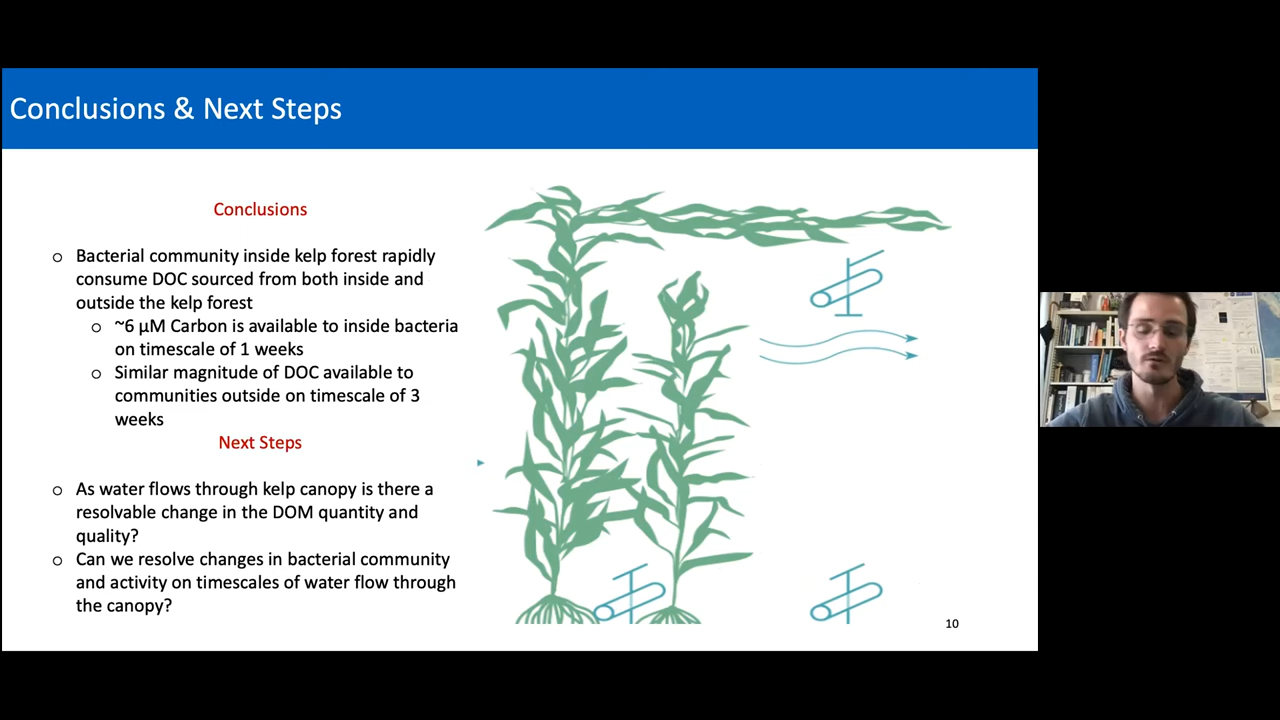 Conclusions & Next Steps
Conclusions
o Bacterial community inside kelp forest rapidly
consume DOC sourced from both inside and
outside the kelp forest
o ~6 µM Carbon is available to inside bacteria
on timescale of 1 weeks
o Similar magnitude of DOC available to
communities outside on timescale of 3
weeks
Next Steps
o As water flows through kelp canopy is there a
resolvable change in the DOM quantity and
quality?
o Can we resolve changes in bacterial community
and activity on timescales of water flow through
the canopy?
10